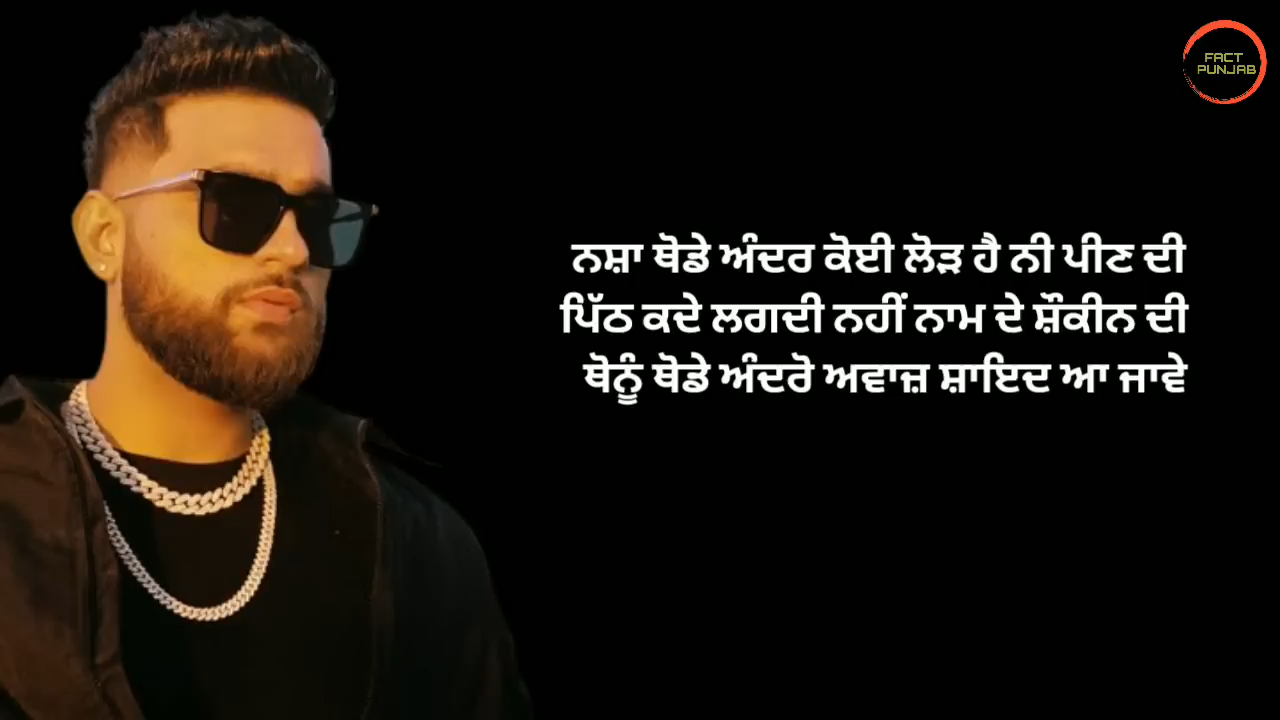 FACT
PUNJAB
ਨਸ਼ਾ ਥੋਡੇ ਅੰਦਰ ਕੋਈ ਲੋੜ ਹੈ ਨੀ ਪੀਣ ਦੀ
ਪਿੱਠ ਕਦੇ ਲਗਦੀ ਨਹੀਂ ਨਾਮ ਦੇ ਸ਼ੌਕੀਨ ਦੀ
ਥੋਨੂੰ ਥੋਡੇ ਅੰਦਰੋ ਅਵਾਜ਼ ਸ਼ਾਇਦ ਆ ਜਾਵੇ